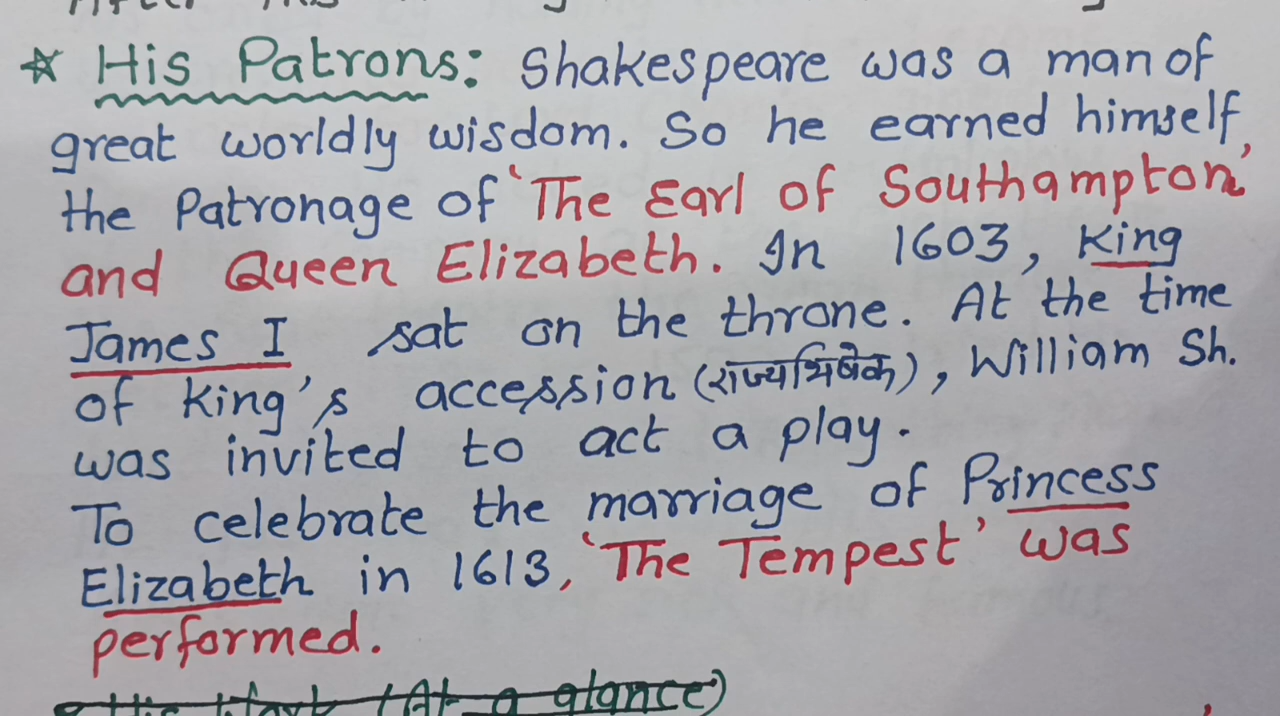 ☆ His Patrons: Shakespeare was a man of
great worldly wisdom. So he earned himself
the Patronage of 'The Earl of Southampton'
and Queen Elizabeth. In 1603, King
James I sat on the throne. At the time
of King's accession (राज्यभिषेक), William Sh.
was invited to act a play.
To celebrate the marriage of Princess
Elizabeth in 1613, 'The Tempest' was
performed.
(At a glance)